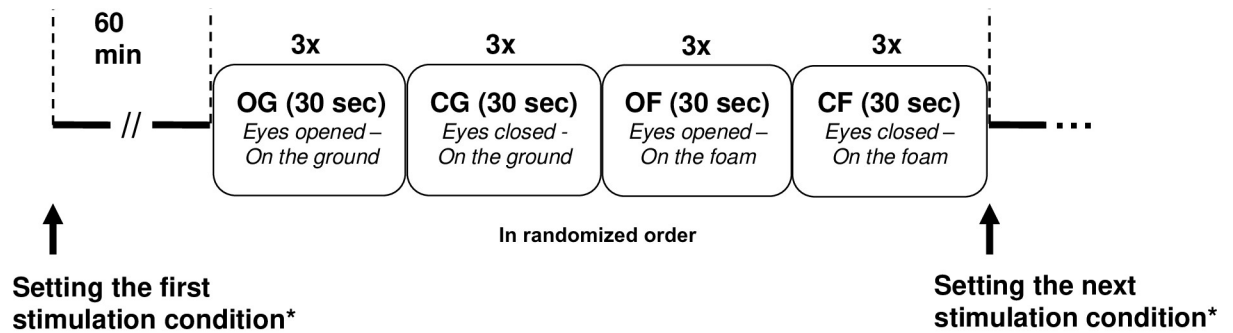 60
min
3x
3x
3x
3x
OG (30 sec)
Eyes opened –
On the ground
CG (30 sec)
Eyes closed -
On the ground
OF (30 sec)
Eyes opened –
On the foam
CF (30 sec)
Eyes closed –
On the foam
//
...
In randomized order
Setting the first
stimulation condition*
Setting the next
stimulation condition*